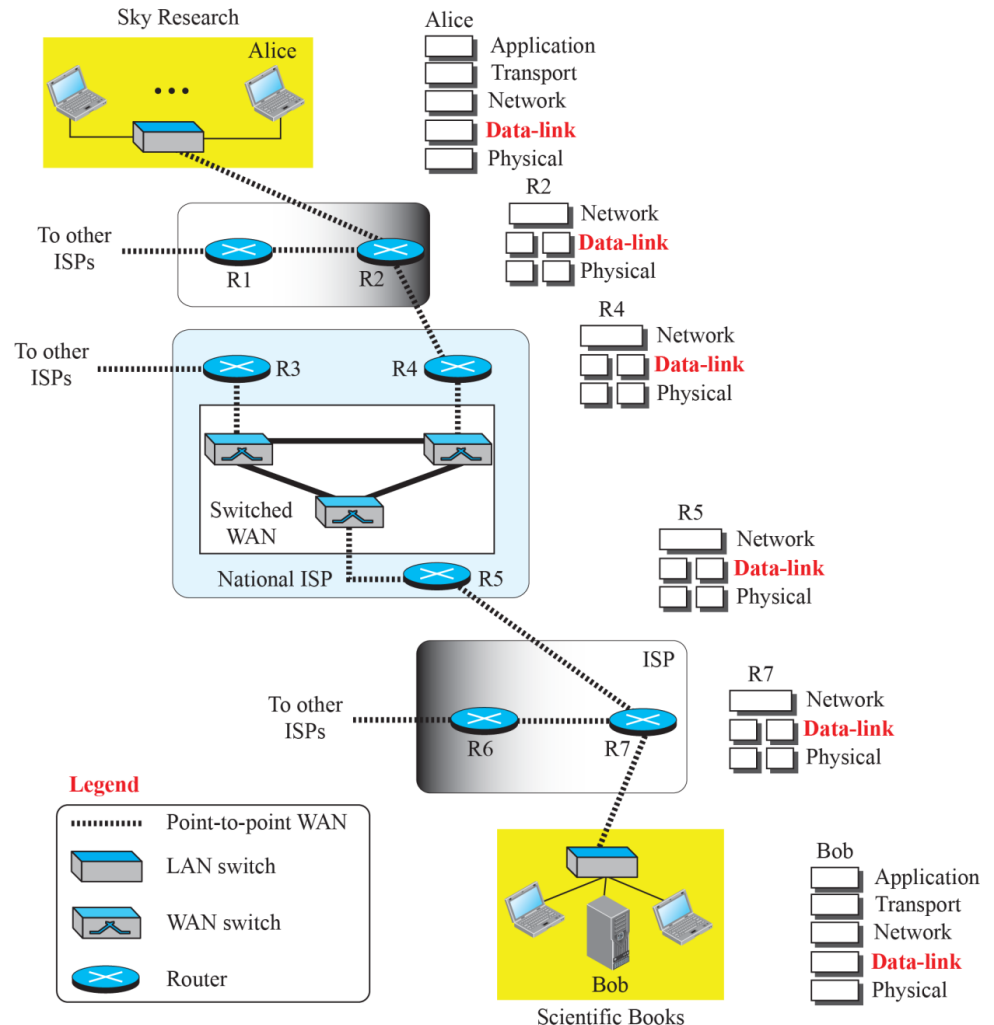 Sky Research
Alice
Alice
Application
Transport
Network
Data-link
Physical
R2
Network
Data-link
Physical
To other
ISPs
R1
R2
R4
Network
Data-link
Physical
To other
ISPs
R3
R4
Switched
WAN
National ISP
R5
R5
Network
Data-link
Physical
ISP
To other
ISPs
R6
R7
R7
Network
Data-link
Physical
Legend
Point-to-point WAN
LAN switch
WAN switch
Router
Bob
Scientific Books
Bob
Application
Transport
Network
Data-link
Physical